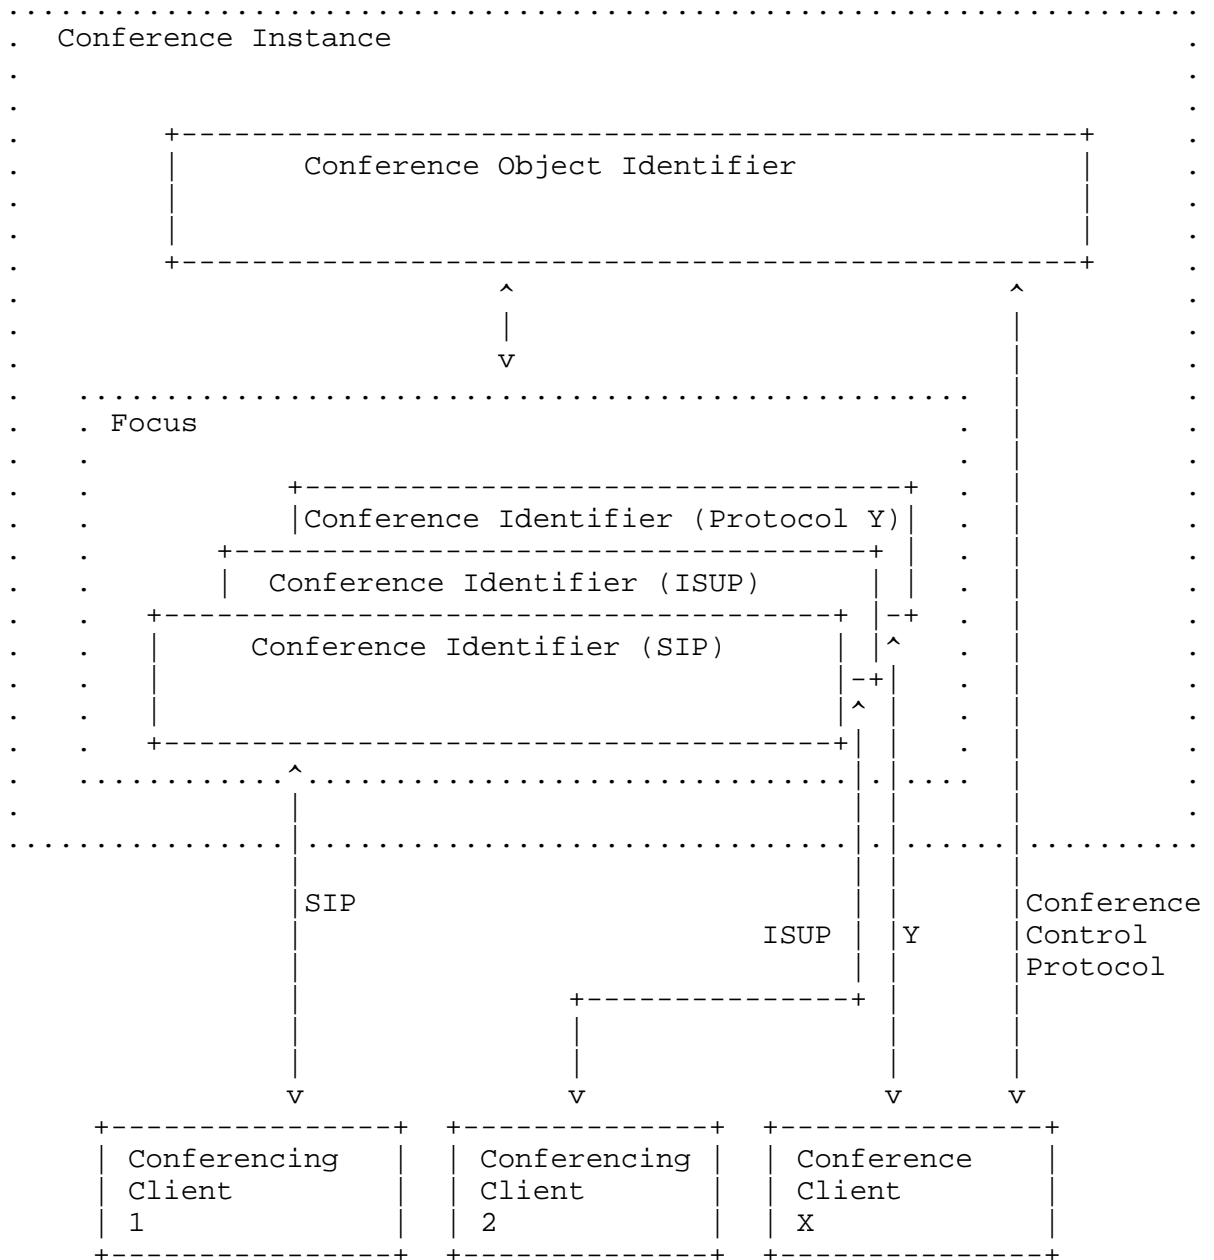 Conference Instance
Conference Object Identifier
Focus
Conference Identifier (Protocol Y)
Conference Identifier (ISUP)
Conference Identifier (SIP)
SIP
Conference
ISUP
Y
Control
Protocol
Conferencing
Client
1
Conferencing
Client
2
Conference
Client
X